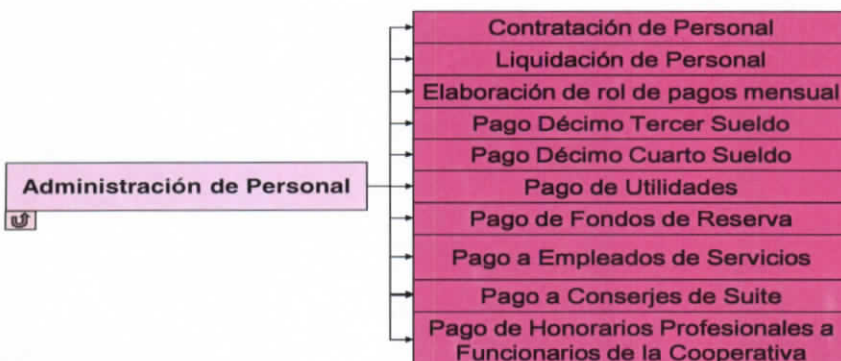 Contratación de Personal
Liquidación de Personal
Elaboración de rol de pagos mensual
Pago Décimo Tercer Sueldo
Pago Décimo Cuarto Sueldo
Administración de Personal
Pago de Utilidades
Pago de Fondos de Reserva
Pago a Empleados de Servicios
Pago a Conserjes de Suite
Pago de Honorarios Profesionales a
Funcionarios de la Cooperativa